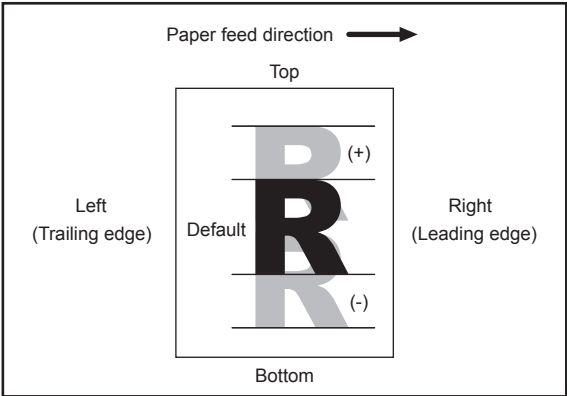 Paper feed direction
Top
R
(+)
R
Left
(Trailing edge)
Default
Right
(Leading edge)
R
(-)
Bottom